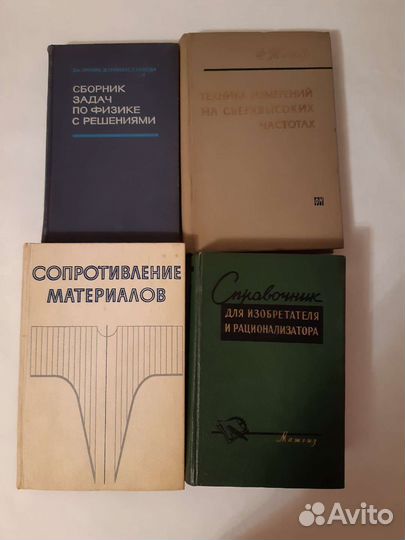 СБОРНИК
ЗАДАЧ
ПО ФИЗИКЕ
С РЕШЕНИЯМИ
ТЕХНИКА ИЗМЕРЕНИЙ
НА СВЕРХВЫСОКИХ
ЧАСТОТАХ
СОПРОТИВЛЕНИЕ
МАТЕРИАЛОВ
Справочник
ДЛЯ ИЗОБРЕТАТЕЛЯ
И РАЦИОНАЛИЗАТОРА
Машгиз
Avito